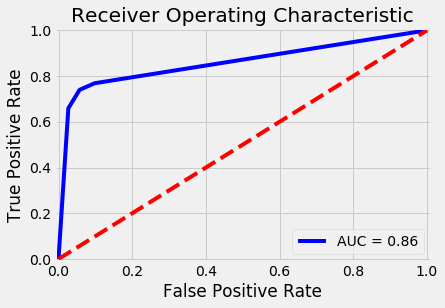 Receiver Operating Characteristic
True Positive Rate
1.0
0.8
0.6
0.4
0.2
0.0
AUC = 0.86
0.0 0.2 0.4 0.6 0.8 1.0
False Positive Rate